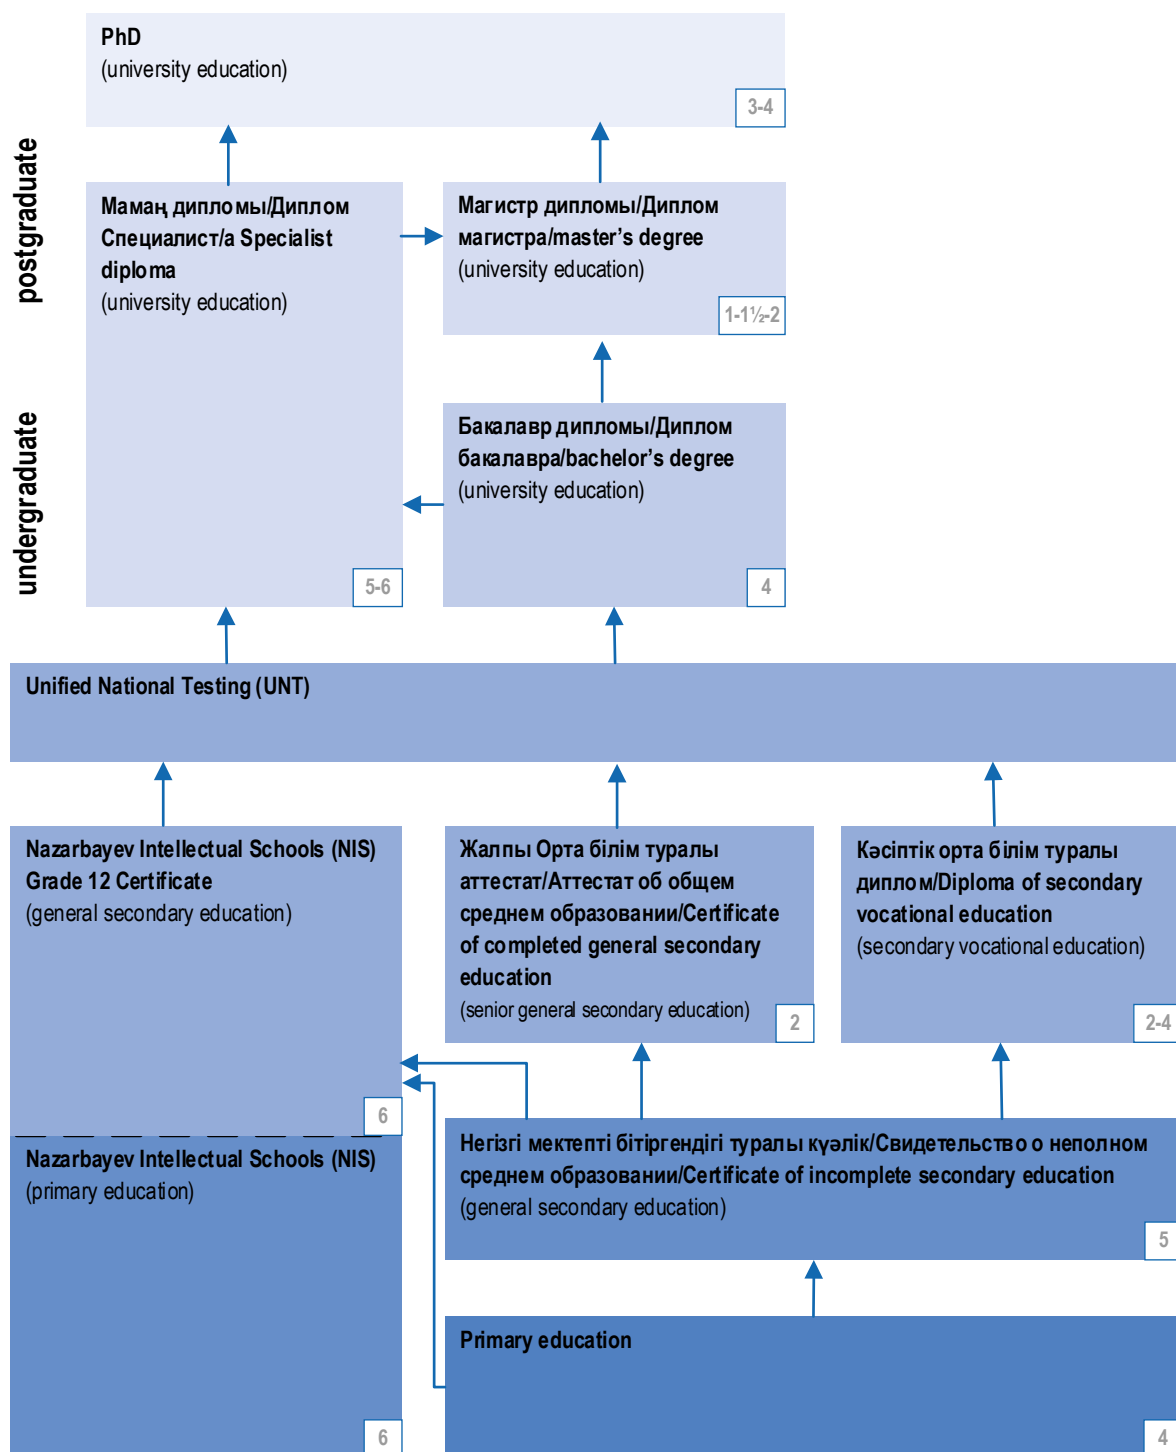 PhD
(university education)
3-4
postgraduate
Мамаң дипломы/Диплом
Специалист/a Specialist
diploma
(university education)
5-6
Магистр дипломы/Диплом
магистра/master's degree
(university education)
1-1½-2
undergraduate
Бакалавр дипломы/Диплом
бакалавра/bachelor's degree
(university education)
4
Unified National Testing (UNT)
Nazarbayev Intellectual Schools (NIS)
Grade 12 Certificate
(general secondary education)
6
Жалпы Орта білім туралы
аттестат/Аттестат об общем
среднем образовании/Certificate
of completed general secondary
education
(senior general secondary education)
2
Кәсіптік орта білім туралы
диплом/Diploma of secondary
vocational education
(secondary vocational education)
2-4
Nazarbayev Intellectual Schools (NIS)
(primary education)
6
Негізгі мектепті бітіргендігі туралы күәлік/Свидетельство о неполном
среднем образовании/Certificate of incomplete secondary education
(general secondary education)
5
Primary education
4